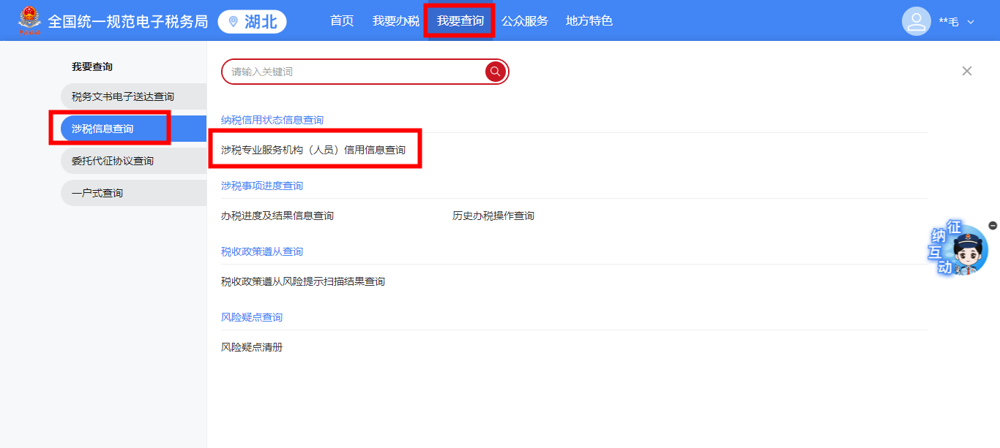 全国统一规范电子税务局
湖北
首页
我要办税
我要查询
公众服务
地方特色
**毛
我要查询
税务文书电子送达查询
涉税信息查询
委托代征协议查询
一户式查询
请输入关键词
纳税信用状态信息查询
涉税专业服务机构（人员）信用信息查询
涉税事项进度查询
办税进度及结果信息查询
历史办税操作查询
税收政策遵从查询
税收政策遵从风险提示扫描结果查询
风险疑点查询
风险疑点清册
征纳互动